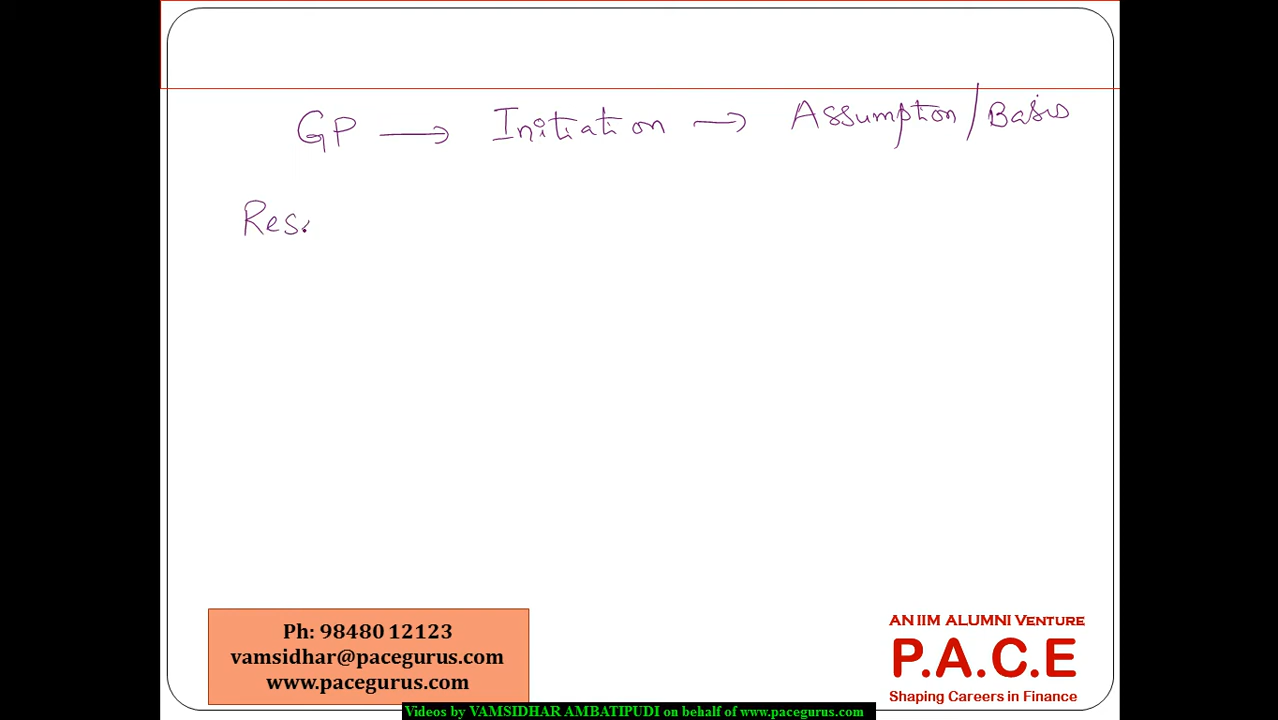 GP → Initiation → Assumption/Basis
Res.
Ph: 98480 12123
vamsidhar@pacegurus.com
www.pacegurus.com
AN IIM ALUMNI VENTURE
P.A.C.E
Shaping Careers in Finance
Videos by VAMSIDHAR AMBATIPUDI on behalf of www.pacegurus.com